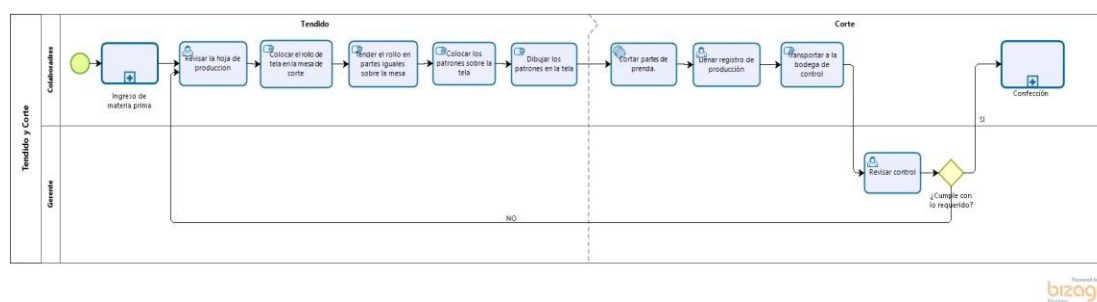 Tendido
Corte
Tendido y Corte
Colaboradores
Ingreso de
materia prima
Revisar la hoja de
produccion
Colocar el rollo de
tela en la mesa de
corte
Tender el rollo en
partes iguales
sobre la mesa
Colocar los
patrones sobre la
tela
Dibujar los
patrones en la tela
Cortar partes de
prenda.
Llenar registro de
producción
Transportar a la
bodega de
control
Confección
SI
Gerente
Revisar control
¿Cumple con
lo requerido?
NO
Powered by
bizagi
Modeler